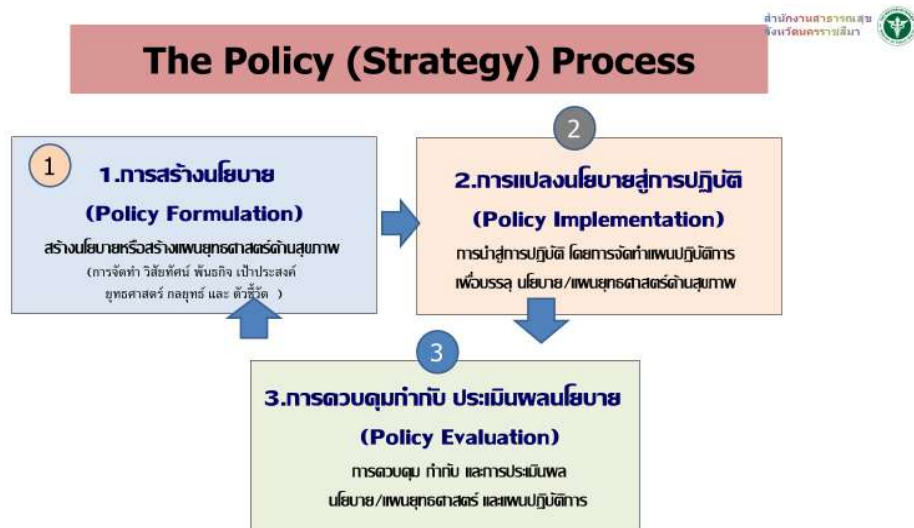 สำนักงานสาธารณสุข
จังหวัดนครราชสีมา
The Policy (Strategy) Process
1
1.การสร้างนโยบาย
(Policy Formulation)
สร้างนโยบายหรือสร้างแผนยุทธศาสตร์ด้านสุขภาพ
(การจัดทำ วิสัยทัศน์ พันธกิจ เป้าประสงค์
ยุทธศาสตร์ กลยุทธ์ และ ตัวชี้วัด )
2
2.การแปลงนโยบายสู่การปฏิบัติ
(Policy Implementation)
การนำสู่การปฏิบัติ โดยการจัดทำแผนปฏิบัติการ
เพื่อบรรลุ นโยบาย/แผนยุทธศาสตร์ด้านสุขภาพ
3
3.การควบคุมกำกับ ประเมินผลนโยบาย
(Policy Evaluation)
การควบคุม กำกับ และการประเมินผล
นโยบาย/แผนยุทธศาสตร์ และแผนปฏิบัติการ